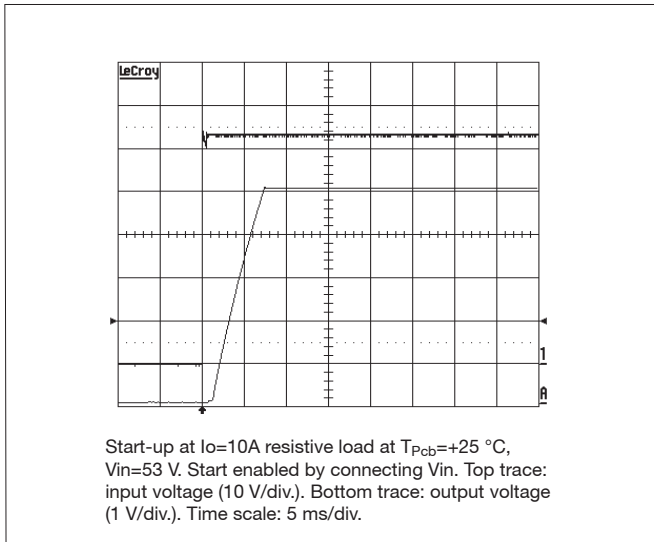 LeCroy
1
A
Start-up at Io=10A resistive load at TPcb=+25 °C,
Vin=53 V. Start enabled by connecting Vin. Top trace:
input voltage (10 V/div.). Bottom trace: output voltage
(1 V/div.). Time scale: 5 ms/div.